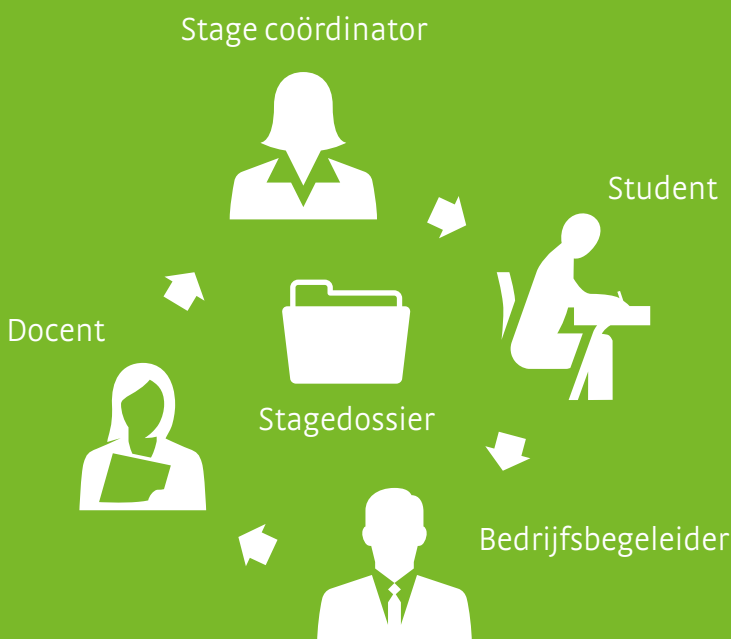 Stage coördinator
Student
Docent
Stagedossier
Bedrijfsbegeleider